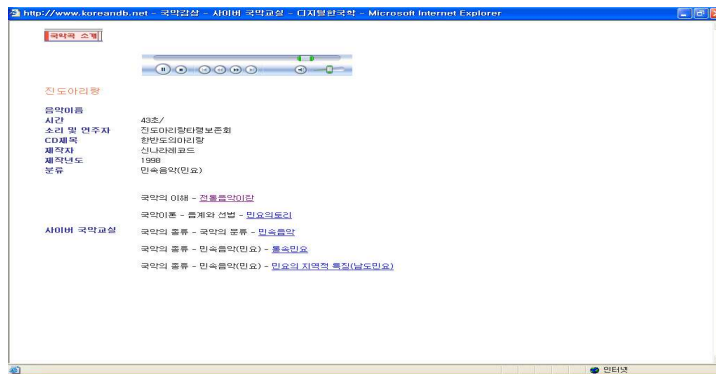 http://www.koreandb.net - 국악감상 - 사이버 국악교실 - 디지털한국학 - Microsoft Internet Explorer
국악곡 소개
진도아리랑
음악이름
시간 43초/
소리 및 연주자 진도아리랑타령보존회
CD제목 한반도의아리랑
제작자 신나라레코드
제작년도 1998
분류 민속음악(민요)
국악의 이해 - 전통음악이란
국악이론 - 음계와 선법 - 민요의토리
사이버 국악교실 국악의 종류 - 국악의 분류 - 민속음악
국악의 종류 - 민속음악(민요) - 통속민요
국악의 종류 - 민속음악(민요) - 민요의 지역적 특징(남도민요)
인터넷